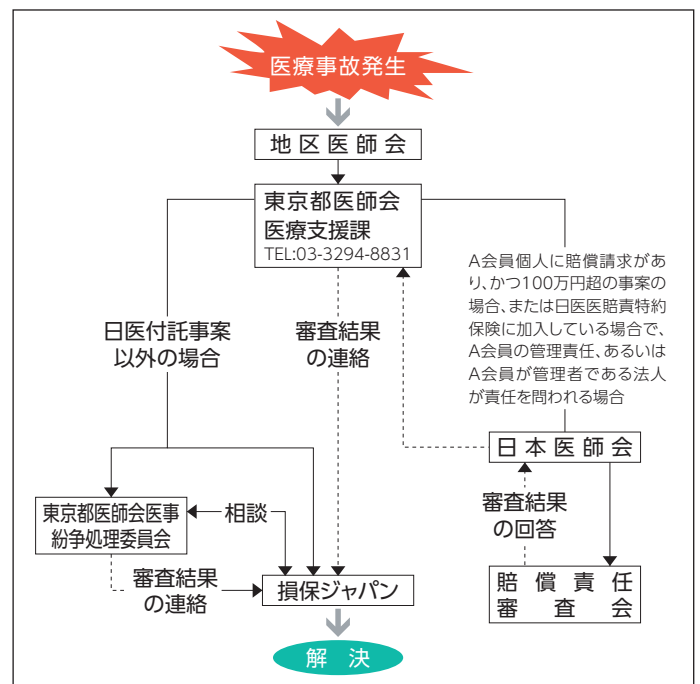 医療事故発生
地区医師会
東京都医師会
医療支援課
TEL:03-3294-8831
A会員個人に賠償請求があ
り、かつ100万円超の事案の
場合、または日医医賠責特約
保険に加入している場合で、
A会員の管理責任、あるいは
A会員が管理者である法人
が責任を問われる場合
日医付託事案
以外の場合
審査結果
の連絡
日本医師会
東京都医師会医事
紛争処理委員会
相談
審査結果
の回答
審査結果
の連絡
損保ジャパン
賠償責任
審査会
解決